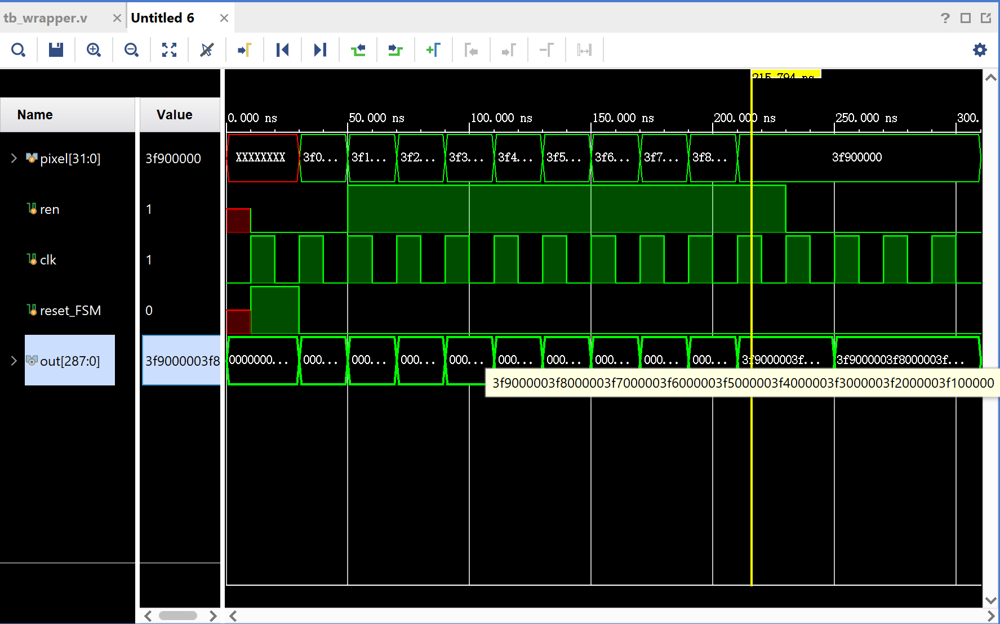 tb_wrapper.v Untitled 6
215.794 ns
Name Value
0.000 ns 50.000 ns 100.000 ns 150.000 ns 200.000 ns 250.000 ns 300.
pixel[31:0] 3f900000 XXXXXXXX 3f0... 3f1... 3f2... 3f3... 3f4... 3f5... 3f6... 3f7... 3f8... 3f900000
ren 1
clk 1
reset_FSM 0
out[287:0] 3f9000003f8 0000000... 000... 000... 000... 000... 000... 000... 000... 000... 000... 3f9000003f... 3f9000003f8000003f...
3f9000003f8000003f7000003f6000003f5000003f4000003f3000003f2000003f100000